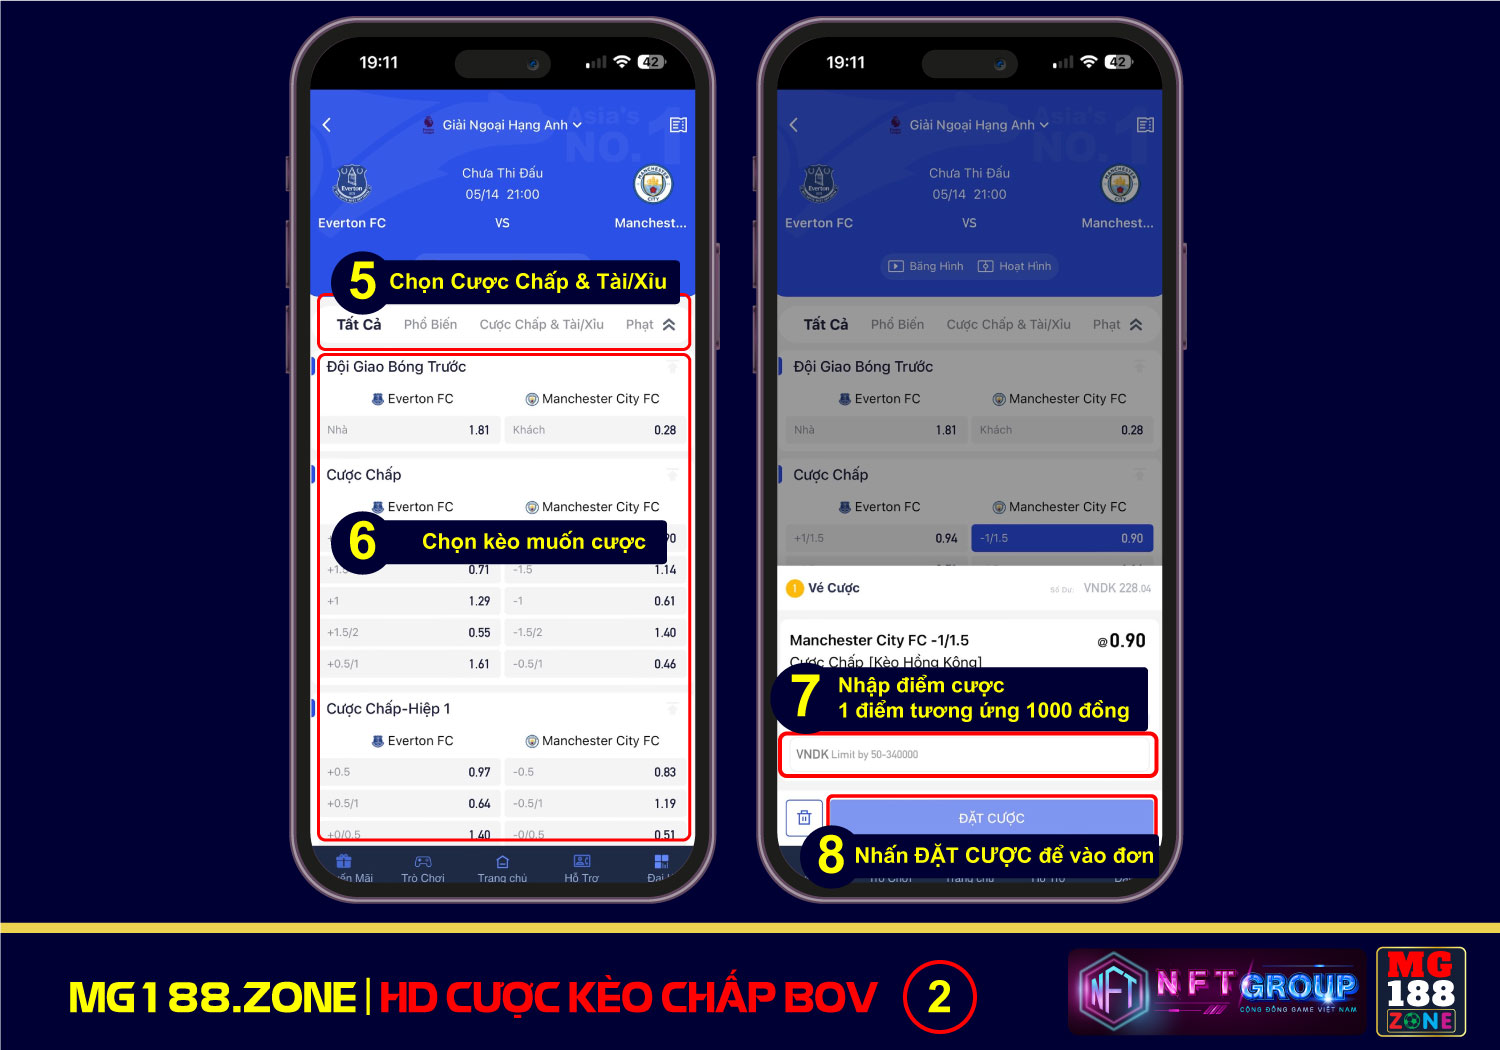 19:11
42
Giải Ngoại Hạng Anh
Asia's
NO.1
Everton
MANCHESTER
CITY
Chưa Thi Đấu
05/14 21:00
Everton FC
VS
Manchest...
5
Chọn Cược Chấp & Tài/Xỉu
Tất Cả
Phổ Biến
Cược Chấp & Tài/Xỉu
Phạt
Đội Giao Bóng Trước
Everton FC
Manchester City FC
Nhà
1.81
Khách
0.28
Cược Chấp
Everton FC
Manchester City FC
6
Chọn kèo muốn cược
0.71
-1.5
1.14
+1
1.29
-1
0.61
+1.5/2
0.55
-1.5/2
1.40
+0.5/1
1.61
-0.5/1
0.46
Cược Chấp-Hiệp 1
Everton FC
Manchester City FC
+0.5
0.97
-0.5
0.83
+0.5/1
0.64
-0.5/1
1.19
+0/0.5
1.40
-0/0.5
0.51
Trò Chơi
Trang chủ
Hỗ Trợ
19:11
42
Giải Ngoại Hạng Anh
Chưa Thi Đấu
05/14 21:00
Everton FC
VS
Manchest...
Băng Hình
Hoạt Hình
Tất Cả
Phổ Biến
Cược Chấp & Tài/Xỉu
Phạt
Đội Giao Bóng Trước
Everton FC
Manchester City FC
Nhà
1.81
Khách
0.28
Cược Chấp
Everton FC
Manchester City FC
+1/1.5
0.94
-1/1.5
0.90
1
Vé Cược
Số Dư:
VNDK 228.04
Manchester City FC -1/1.5
@0.90
Cược Chấp [Kèo Hồng Kông]
7
Nhập điểm cược
1 điểm tương ứng 1000 đồng
VNDK Limit by 50-340000
ĐẶT CƯỢC
8
Nhấn ĐẶT CƯỢC để vào đơn
MG188.ZONE | HD CƯỢC KÈO CHẤP BOV
2
NFT
NFT GROUP
CỘNG ĐỒNG GAME VIỆT NAM
MG
188
ZONE